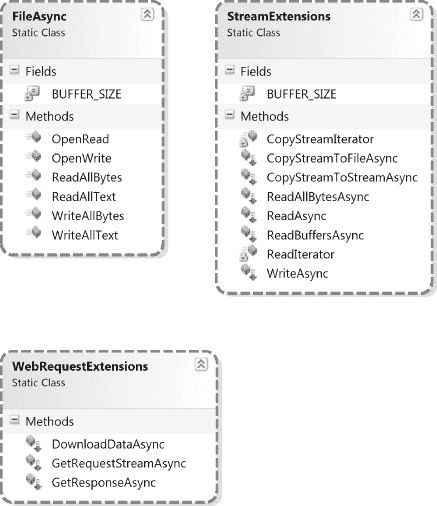 FileAsync
Static Class
Fields
BUFFER_SIZE
Methods
OpenRead
OpenWrite
ReadAllBytes
ReadAllText
WriteAllBytes
WriteAllText
StreamExtensions
Static Class
Fields
BUFFER_SIZE
Methods
CopyStreamIterator
CopyStreamToFileAsync
CopyStreamToStreamAsync
ReadAllBytesAsync
ReadAsync
ReadBuffersAsync
ReadIterator
WriteAsync
WebRequestExtensions
Static Class
Methods
DownloadDataAsync
GetRequestStreamAsync
GetResponseAsync